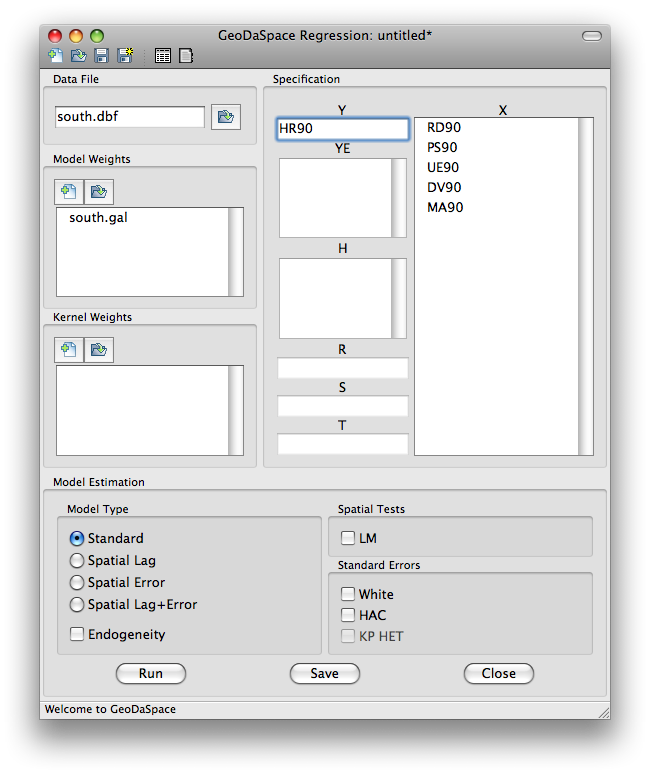 GeoDaSpace Regression: untitled*
Data File
south.dbf
Model Weights
south.gal
Kernel Weights
Specification
Y
HR90
YE
H
R
S
T
X
RD90
PS90
UE90
DV90
MA90
Model Estimation
Model Type
Standard
Spatial Lag
Spatial Error
Spatial Lag+Error
Endogeneity
Spatial Tests
LM
Standard Errors
White
HAC
KP HET
Run
Save
Close
Welcome to GeoDaSpace